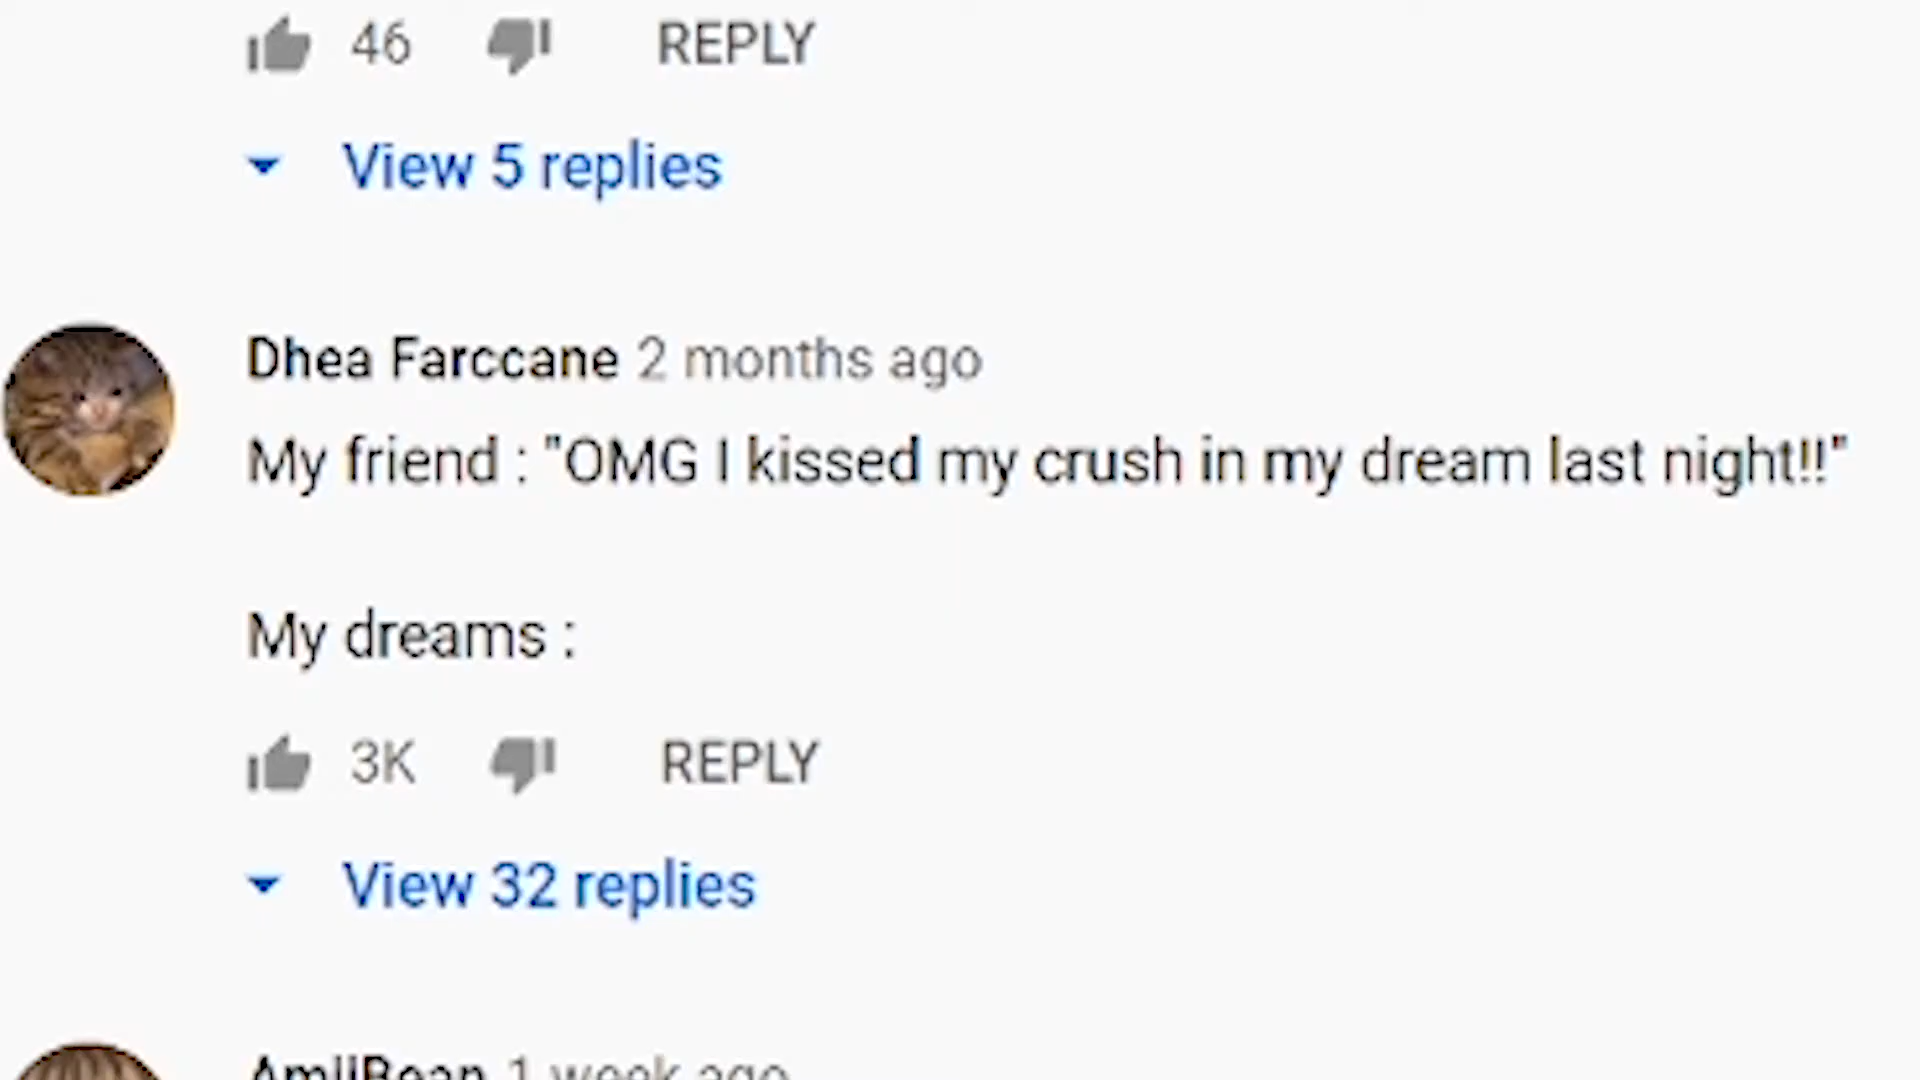 46 REPLY
View 5 replies
Dhea Farccane 2 months ago
My friend : "OMG I kissed my crush in my dream last night!!"
My dreams :
3K REPLY
View 32 replies
AmiiBean 1 week ago